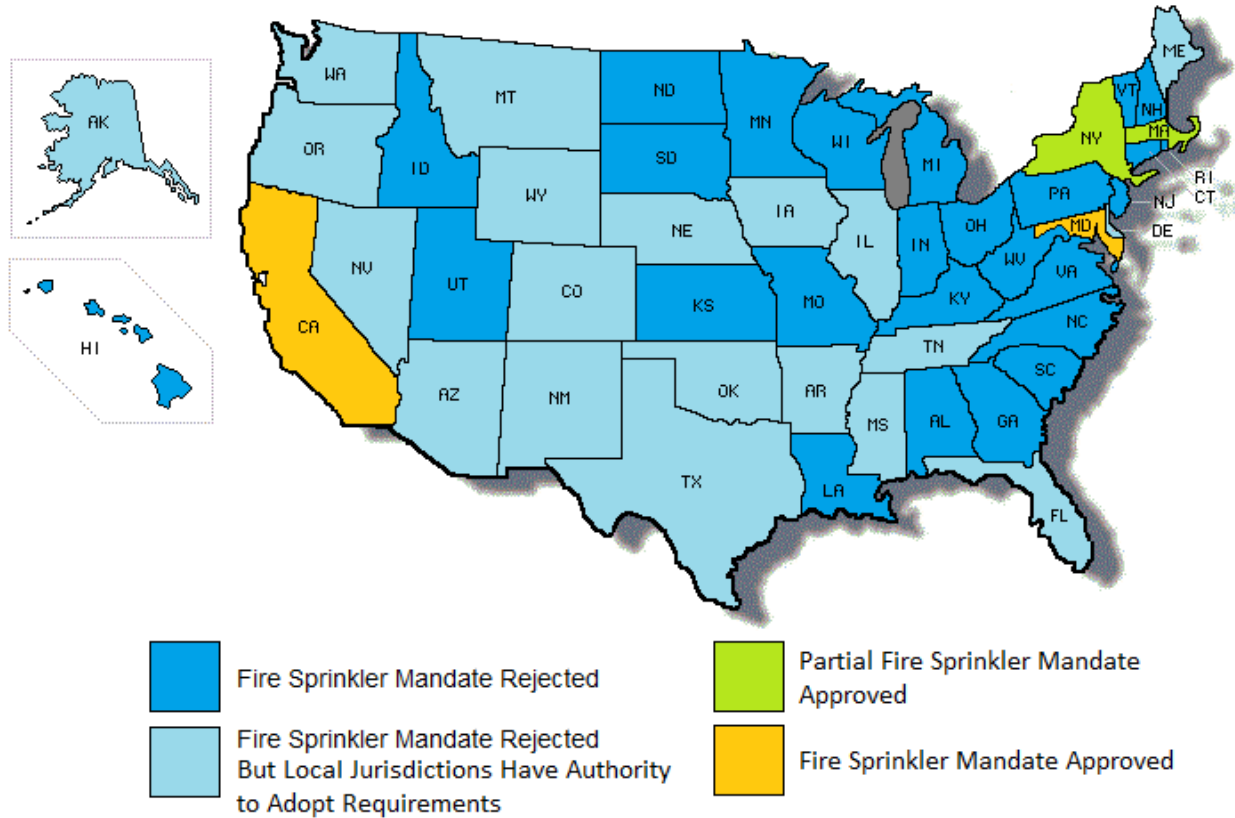 ME
WA
MT
ND
VT
AK
MN
NH
OR
NY
MA
ID
SD
WI
MI
WY
RI
PA
CT
NJ
IA
NE
OH
DE
MD
IL
IN
NV
WV
UT
CO
VA
HI
KS
MO
KY
CA
NC
TN
OK
AR
SC
AZ
NM
MS
AL
GA
TX
LA
FL
Fire Sprinkler Mandate Rejected
Partial Fire Sprinkler Mandate
Approved
Fire Sprinkler Mandate Rejected
But Local Jurisdictions Have Authority
to Adopt Requirements
Fire Sprinkler Mandate Approved